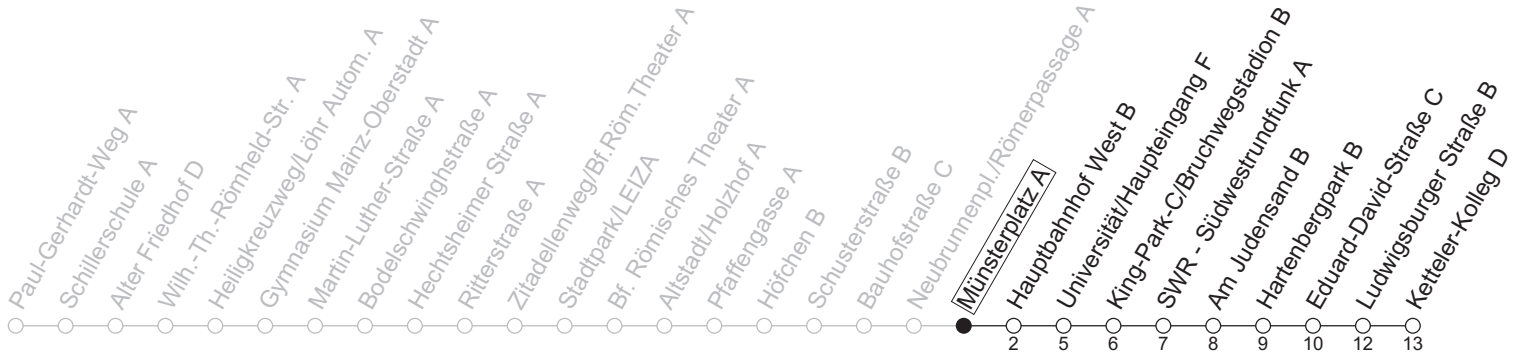 Paul-Gerhardt-Weg A
Schillerschule A
Alter Friedhof D
Wilh.-Th.-Römheld-Str. A
Heiligkreuzweg/Löhr Autom. A
Gymnasium Mainz-Oberstadt A
Martin-Luther-Straße A
Bodelschwinghstraße A
Hechtsheimer Straße A
Ritterstraße A
Zitadellenweg/Bf.Röm.Theater A
Stadtpark/LEIZA
Bf. Römisches Theater A
Altstadt/Holzhof A
Pfaffengasse A
Höfchen B
Schusterstraße B
Bauhofstraße C
Neubrunnenpl./Römerpassage A
Münsterplatz A
Hauptbahnhof West B
Universität/Haupteingang F
King-Park-C/Bruchwegstadion B
SWR - Südwestrundfunk A
Am Judensand B
Hartenbergpark B
Eduard-David-Straße C
Ludwigsburger Straße B
Ketteler-Kolleg D
2 5 6 7 8 9 10 12 13